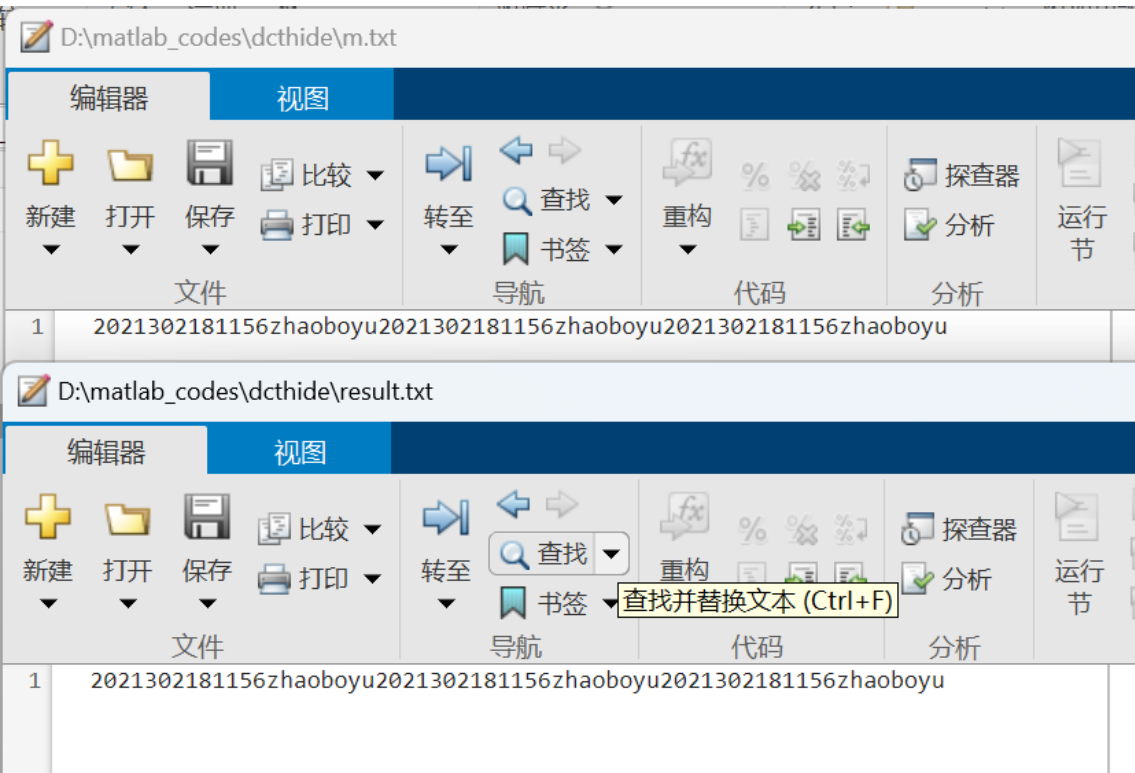 D:\matlab_codes\dcthide\m.txt
编辑器 视图
新建 打开 保存 比较 打印 转至 查找 书签 重构 探查器 分析 运行节
文件 导航 代码 分析
1 2021302181156zhaoboyu2021302181156zhaoboyu2021302181156zhaoboyu
D:\matlab_codes\dcthide\result.txt
编辑器 视图
新建 打开 保存 比较 打印 转至 查找 书签 重构 探查器 分析 运行节
查找并替换文本 (Ctrl+F)
文件 导航 代码 分析
1 2021302181156zhaoboyu2021302181156zhaoboyu2021302181156zhaoboyu